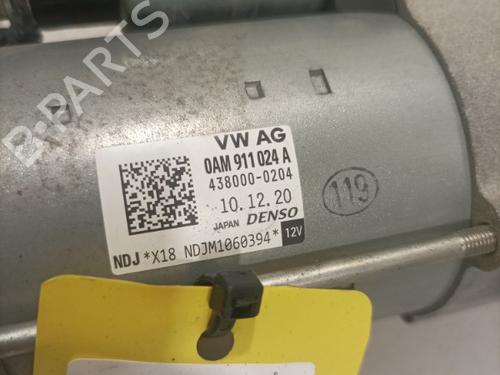 B-PARTS
VW AG
0AM 911 024 A
438000-0204
10.12.20
JAPAN DENSO
NDJ *X18 NDJM1060394* 12V
119